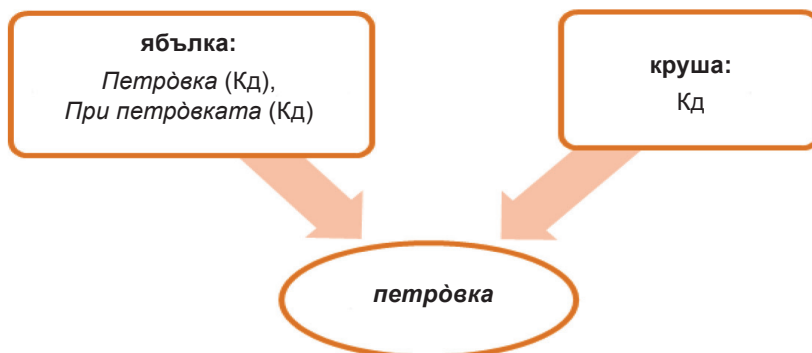 ябълка:
Петро̀вка (Кд),
При петро̀вката (Кд)
круша:
Кд
петро̀вка